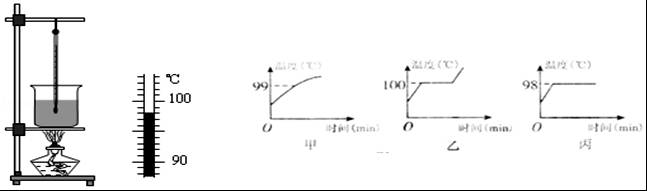 ℃
100
90
温度(℃)
99
O
时间(min)
甲
温度(℃)
100
O
时间(min)
乙
温度(℃)
98
O
时间(min)
丙